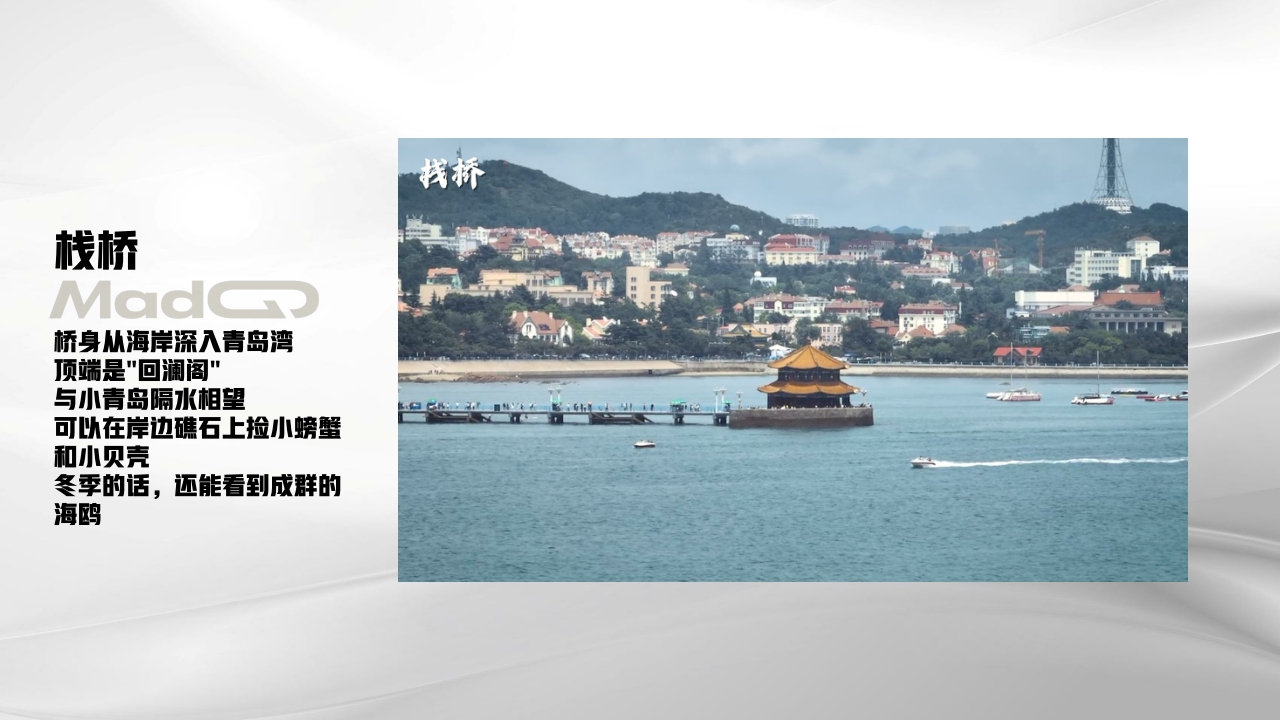 栈桥
MadGD
桥身从海岸深入青岛湾
顶端是"回澜阁"
与小青岛隔水相望
可以在岸边礁石上捡小螃蟹
和小贝壳
冬季的话，还能看到成群的
海鸥
栈桥